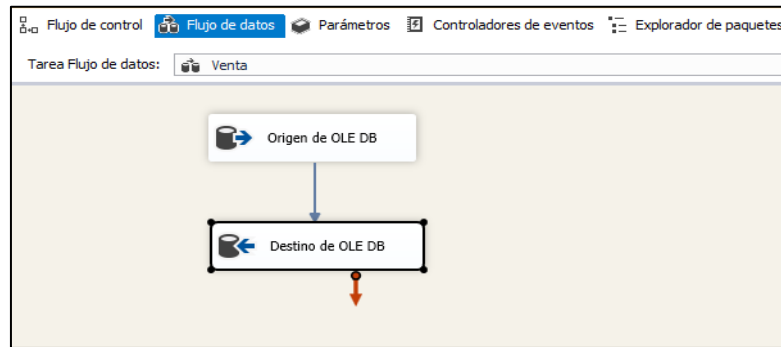 Flujo de control Flujo de datos Parámetros Controladores de eventos Explorador de paquetes
Tarea Flujo de datos: Venta
Origen de OLE DB
Destino de OLE DB